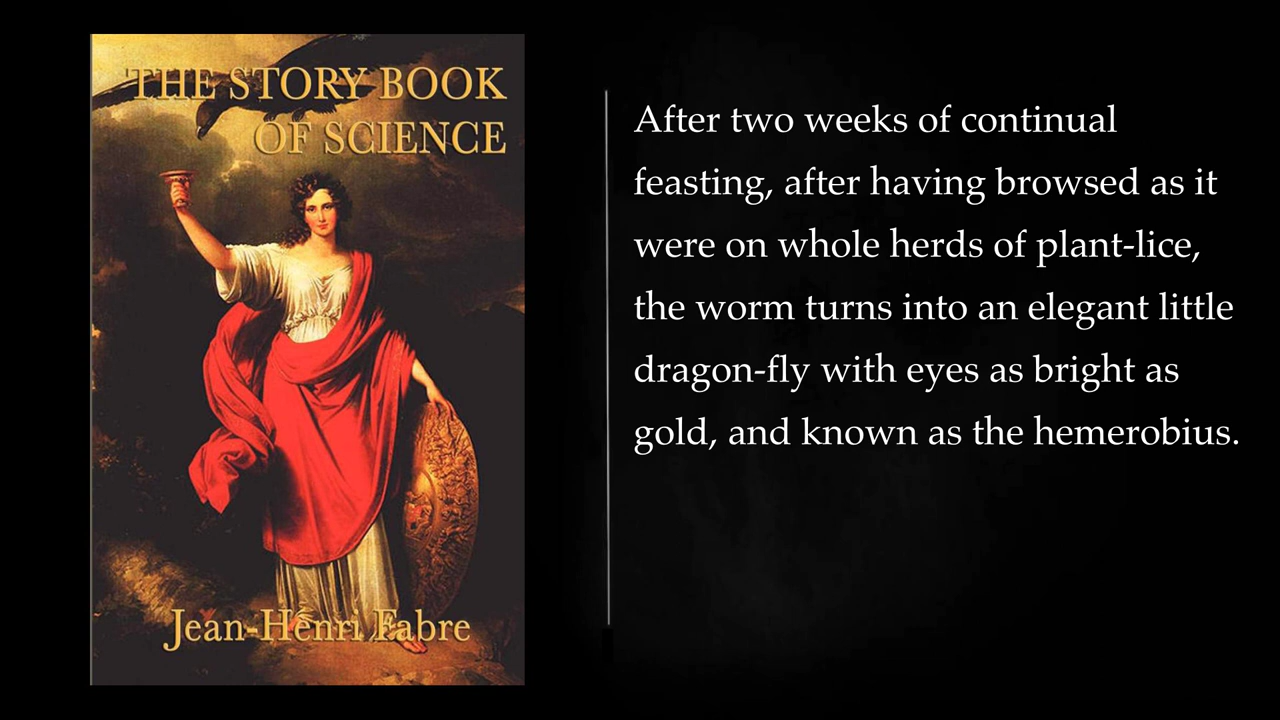 THE STORY BOOK
OF SCIENCE
Jean-Henri Fabre
After two weeks of continual
feasting, after having browsed as it
were on whole herds of plant-lice,
the worm turns into an elegant little
dragon-fly with eyes as bright as
gold, and known as the hemerobius.